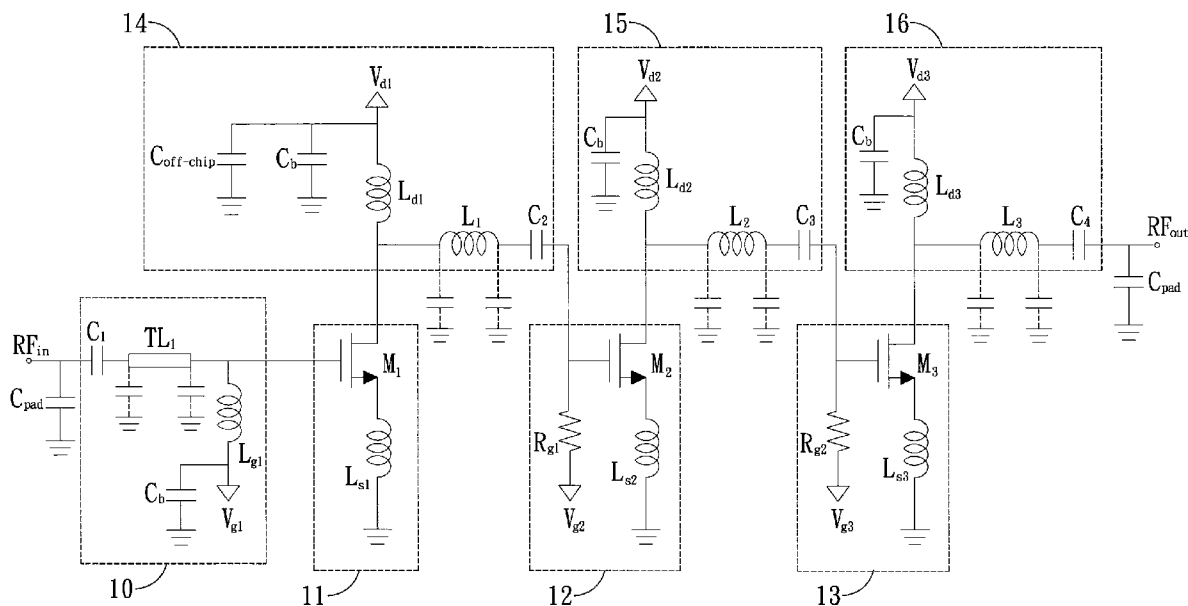 14
15
16
Vd1
Vd2
Vd3
Coff-chip
Cb
Ld1
Cb
Ld2
Cb
Ld3
L1
C2
L2
C3
L3
C4
RFout
Cpad
RFin
C1
TL1
M1
M2
M3
Cpad
Lg1
Rg1
Rg2
Ls1
Ls2
Ls3
Cb
Vg1
Vg2
Vg3
10
11
12
13